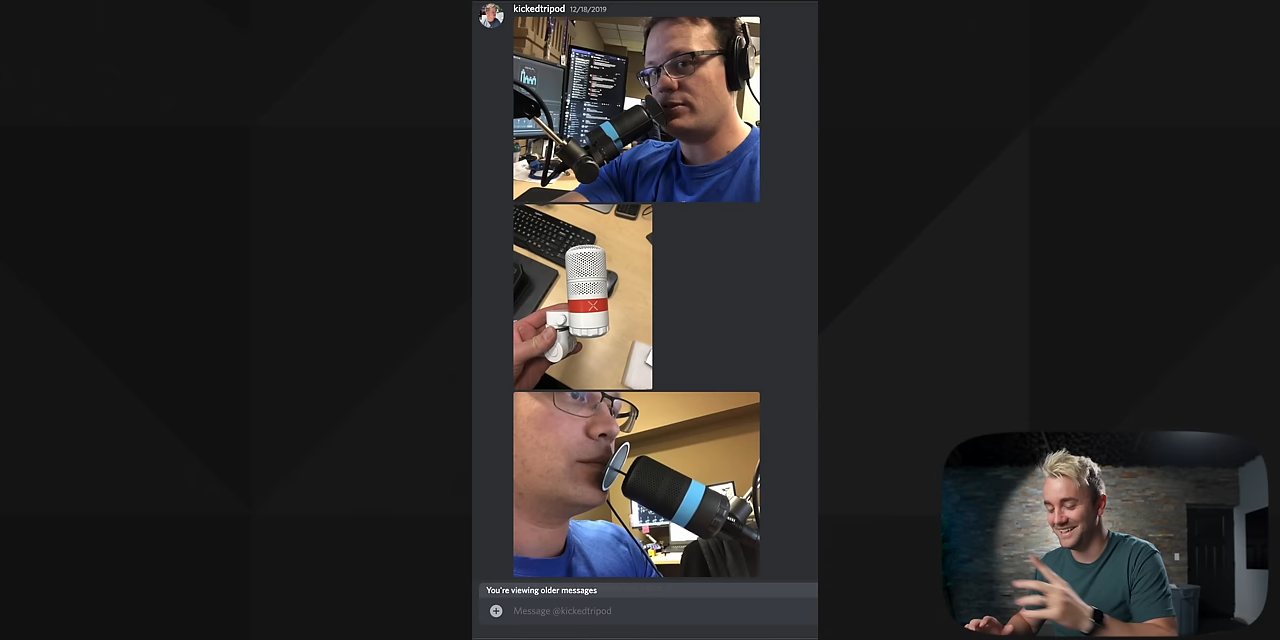 kickedtripod 12/18/2019
You're viewing older messages
Message @kickedtripod